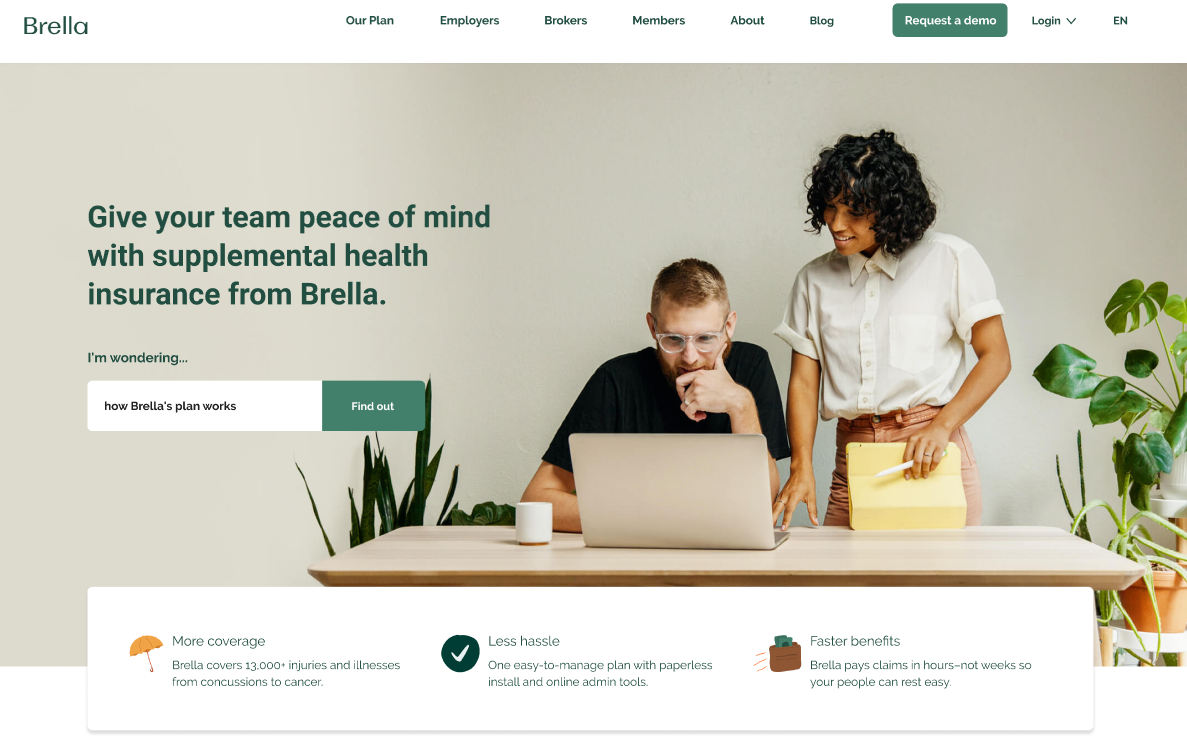 Brella
Our Plan
Employers
Brokers
Members
About
Blog
Request a demo
Login
EN
Give your team peace of mind
with supplemental health
insurance from Brella.
I'm wondering...
how Brella's plan works
Find out
More coverage
Brella covers 13,000+ injuries and illnesses
from concussions to cancer.
Less hassle
One easy-to-manage plan with paperless
install and online admin tools.
Faster benefits
Brella pays claims in hours–not weeks so
your people can rest easy.